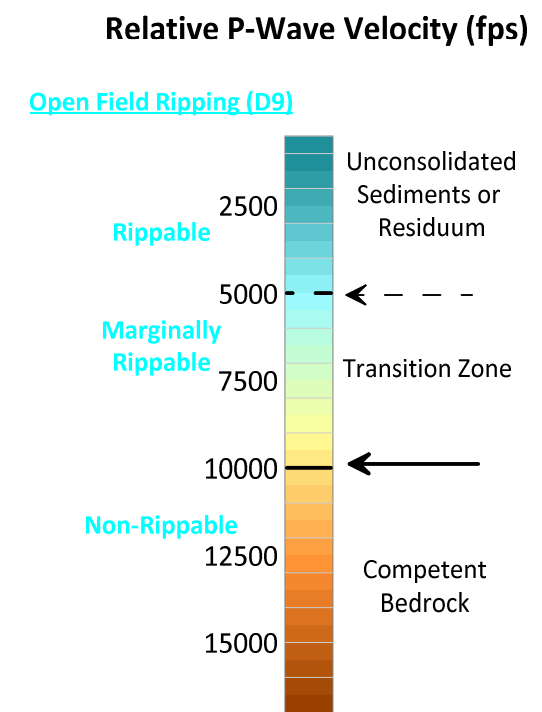 Relative P-Wave Velocity (fps)
Open Field Ripping (D9)
Unconsolidated
Sediments or
Residuum
2500
Rippable
5000
Marginally
Rippable
7500
Transition Zone
10000
Non-Rippable
12500
Competent
Bedrock
15000